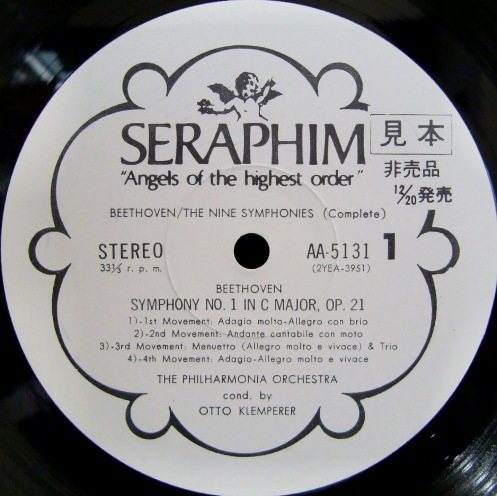 SERAPHIM
"Angels of the highest order"
見本
非売品
12/20発売
BEETHOVEN/THE NINE SYMPHONIES (Complete)
STEREO
33⅓ r. p. m.
AA-5131 1
(2YEA-3951)
BEETHOVEN
SYMPHONY NO. 1 IN C MAJOR, OP. 21
1)-1st Movement: Adagia molto-Allegro con brio
2)-2nd Movement: Andante cantabile con moto
3)-3rd Movement: Menuetto (Allegro molto e vivace) & Trio
4)-4th Movement: Adagia-Allegro molto e vivace
THE PHILHARMONIA ORCHESTRA
cond. by
OTTO KLEMPERER